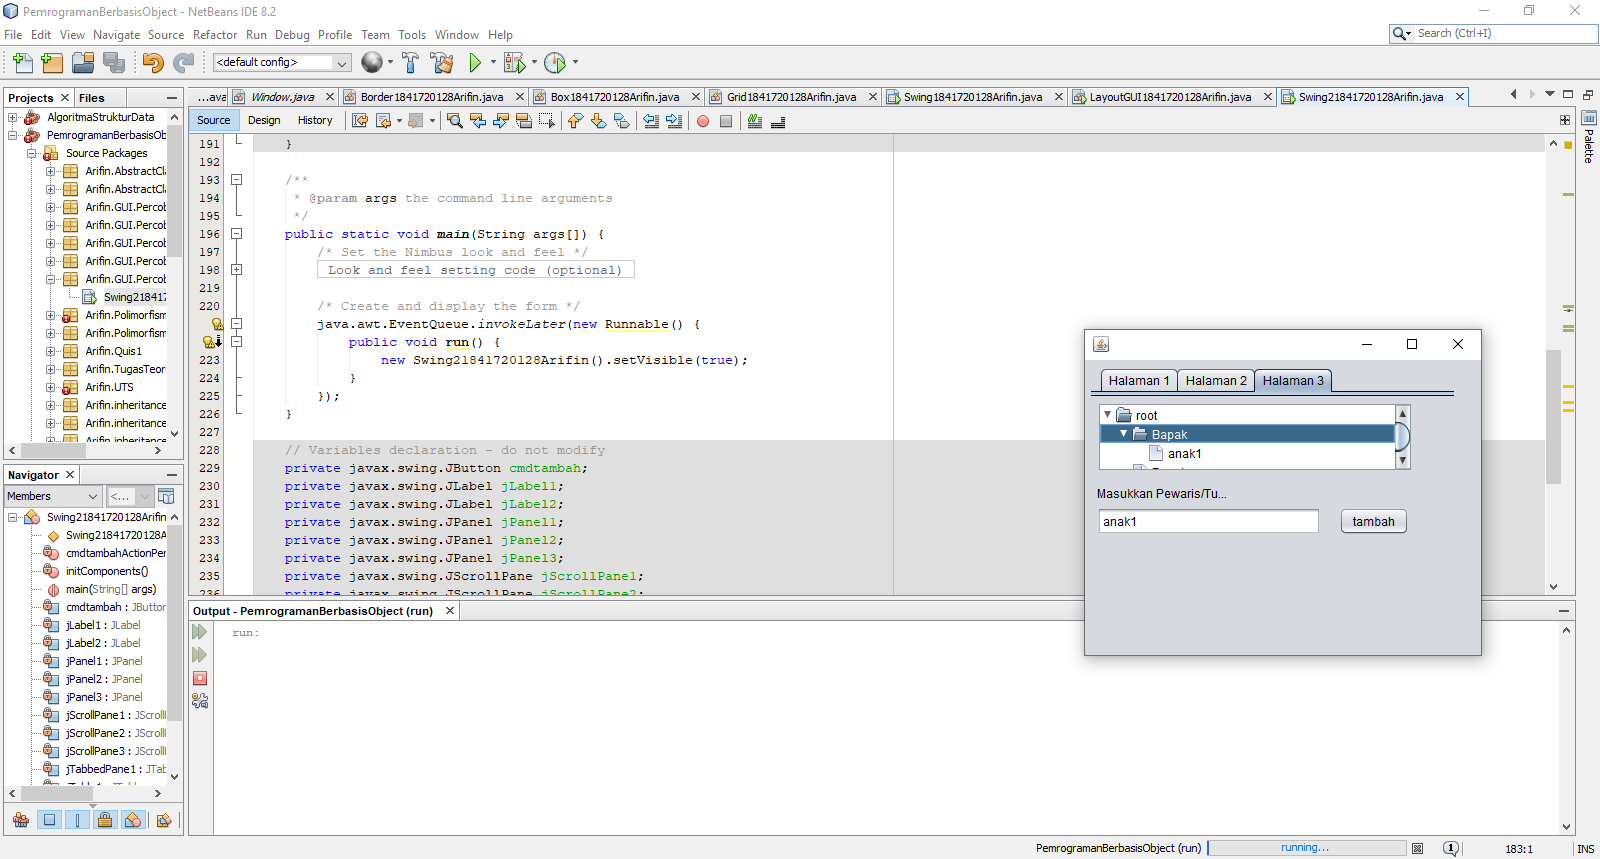 PemrogramanBerbasisObject - NetBeans IDE 8.2
File Edit View Navigate Source Refactor Run Debug Profile Team Tools Window Help
Search (Ctrl+I)
<default config>
Projects Files
AlgoritmaStrukturData
PemrogramanBerbasisOb
Source Packages
Arifin.AbstractCl
Arifin.AbstractCl
Arifin.GUI.Percob
Arifin.GUI.Percob
Arifin.GUI.Percob
Arifin.GUI.Percob
Arifin.GUI.Percob
Swing218417
Arifin.Polimorfism
Arifin.Polimorfism
Arifin.Quis1
Arifin.TugasTeor
Arifin.UTS
Arifin.inheritance
Arifin.inheritance
Arifin.inheritance
Navigator
Members <...
Swing21841720128Arifin
Swing21841720128A
cmdtambahActionPer
initComponents()
main(String[] args)
cmdtambah : JButton
jLabel1 : JLabel
jLabel2 : JLabel
jPanel1 : JPanel
jPanel2 : JPanel
jPanel3 : JPanel
jScrollPane1 : JScroll
jScrollPane2 : JScroll
jScrollPane3 : JScroll
jTabbedPane1 : JTab
...ava Window.java Border1841720128Arifin.java Box1841720128Arifin.java Grid1841720128Arifin.java Swing1841720128Arifin.java LayoutGUI1841720128Arifin.java Swing21841720128Arifin.java
Source Design History
Palette
191 }
192
193 /**
194 * @param args the command line arguments
195 */
196 public static void main(String args[]) {
197 /* Set the Nimbus look and feel */
198 Look and feel setting code (optional)
219
220 /* Create and display the form */
java.awt.EventQueue.invokeLater(new Runnable() {
public void run() {
223 new Swing21841720128Arifin().setVisible(true);
224 }
225 });
226 }
227
228 // Variables declaration - do not modify
229 private javax.swing.JButton cmdtambah;
230 private javax.swing.JLabel jLabel1;
231 private javax.swing.JLabel jLabel2;
232 private javax.swing.JPanel jPanel1;
233 private javax.swing.JPanel jPanel2;
234 private javax.swing.JPanel jPanel3;
235 private javax.swing.JScrollPane jScrollPane1;
236 private javax.swing.JScrollPane jScrollPane2;
Output - PemrogramanBerbasisObject (run)
run:
Halaman 1 Halaman 2 Halaman 3
root
Bapak
anak1
Masukkan Pewaris/Tu...
anak1
tambah
PemrogramanBerbasisObject (run) running... 1 183:1 INS